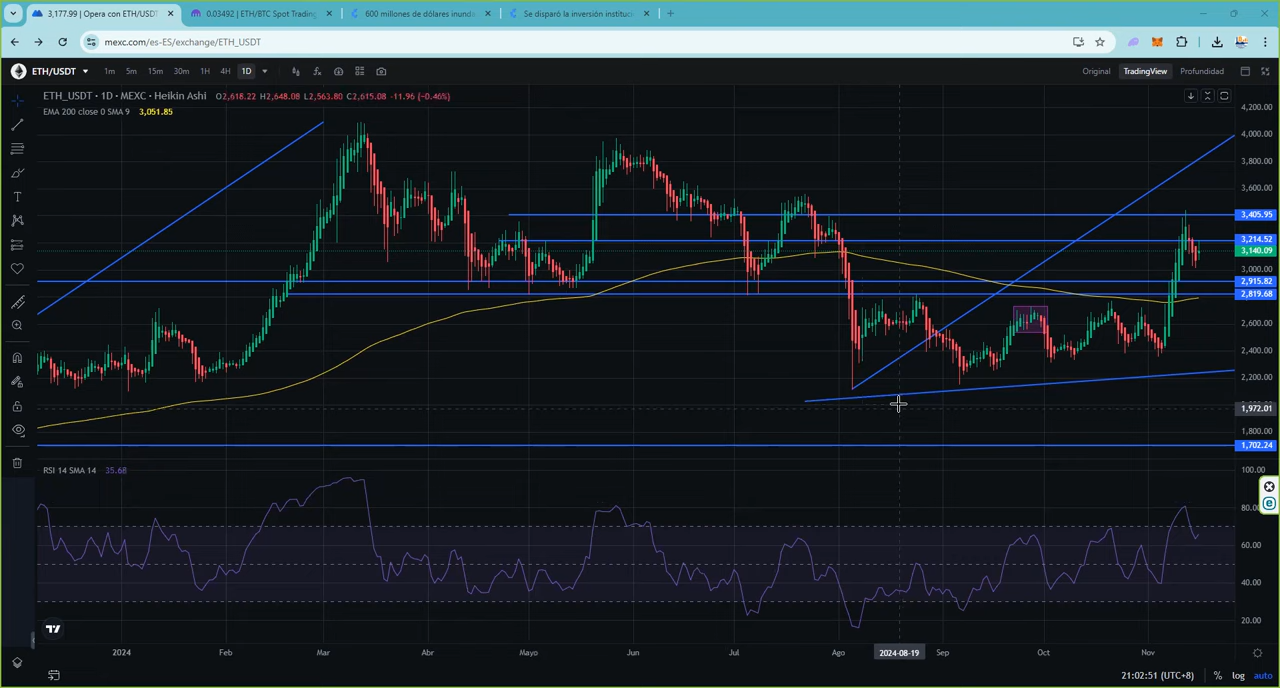 3,177.99 | Opera con ETH/USDT
0.03492 | ETH/BTC Spot Trading
600 millones de dólares inunda
Se disparó la inversión instituc
mexc.com/es-ES/exchange/ETH_USDT
ETH/USDT 1m 5m 15m 30m 1H 4H 1D
Original TradingView Profundidad
ETH_USDT · 1D · MEXC · Heikin Ashi O2,618.22 H2,648.08 L2,563.80 C2,615.08 -11.96 (-0.46%)
EMA 200 close 0 SMA 9 3,051.85
4,200.00
4,000.00
3,800.00
3,600.00
3,405.95
3,214.52
3,140.09
3,000.00
2,915.82
2,819.68
2,600.00
2,400.00
2,200.00
1,972.01
1,800.00
1,702.24
RSI 14 SMA 14 35.68
100.00
80.00
60.00
40.00
20.00
2024 Feb Mar Abr Mayo Jun Jul Ago 2024-08-19 Sep Oct Nov
21:02:51 (UTC+8) % log auto